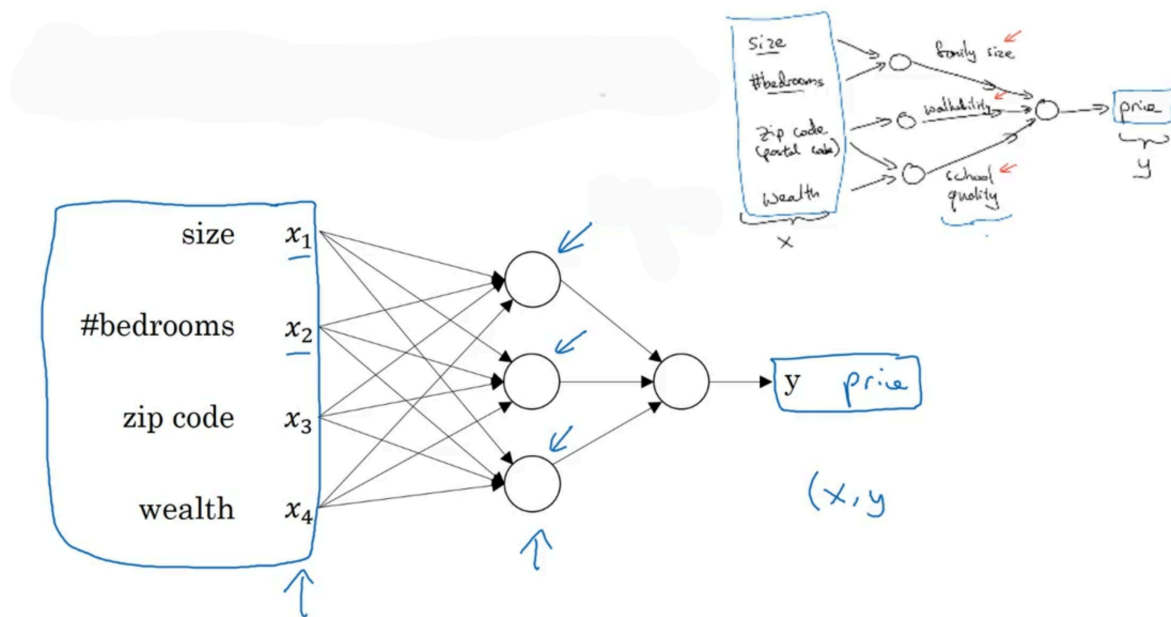 size
#bedrooms
zip code
(postal code)
wealth
x
family size
walkability
school
quality
price
y
size x₁
#bedrooms x₂
zip code x₃
wealth x₄
y price
(x, y